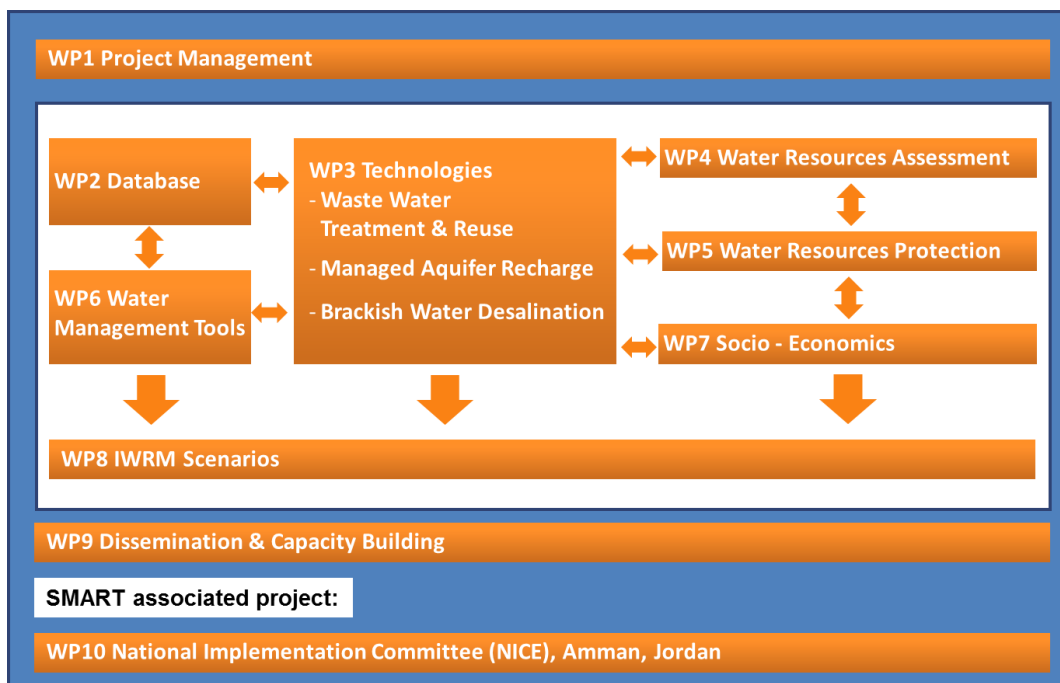 WP1 Project Management
WP2 Database
WP6 Water
Management Tools
WP3 Technologies
- Waste Water
Treatment & Reuse
- Managed Aquifer Recharge
- Brackish Water Desalination
WP4 Water Resources Assessment
WP5 Water Resources Protection
WP7 Socio - Economics
WP8 IWRM Scenarios
WP9 Dissemination & Capacity Building
SMART associated project:
WP10 National Implementation Committee (NICE), Amman, Jordan